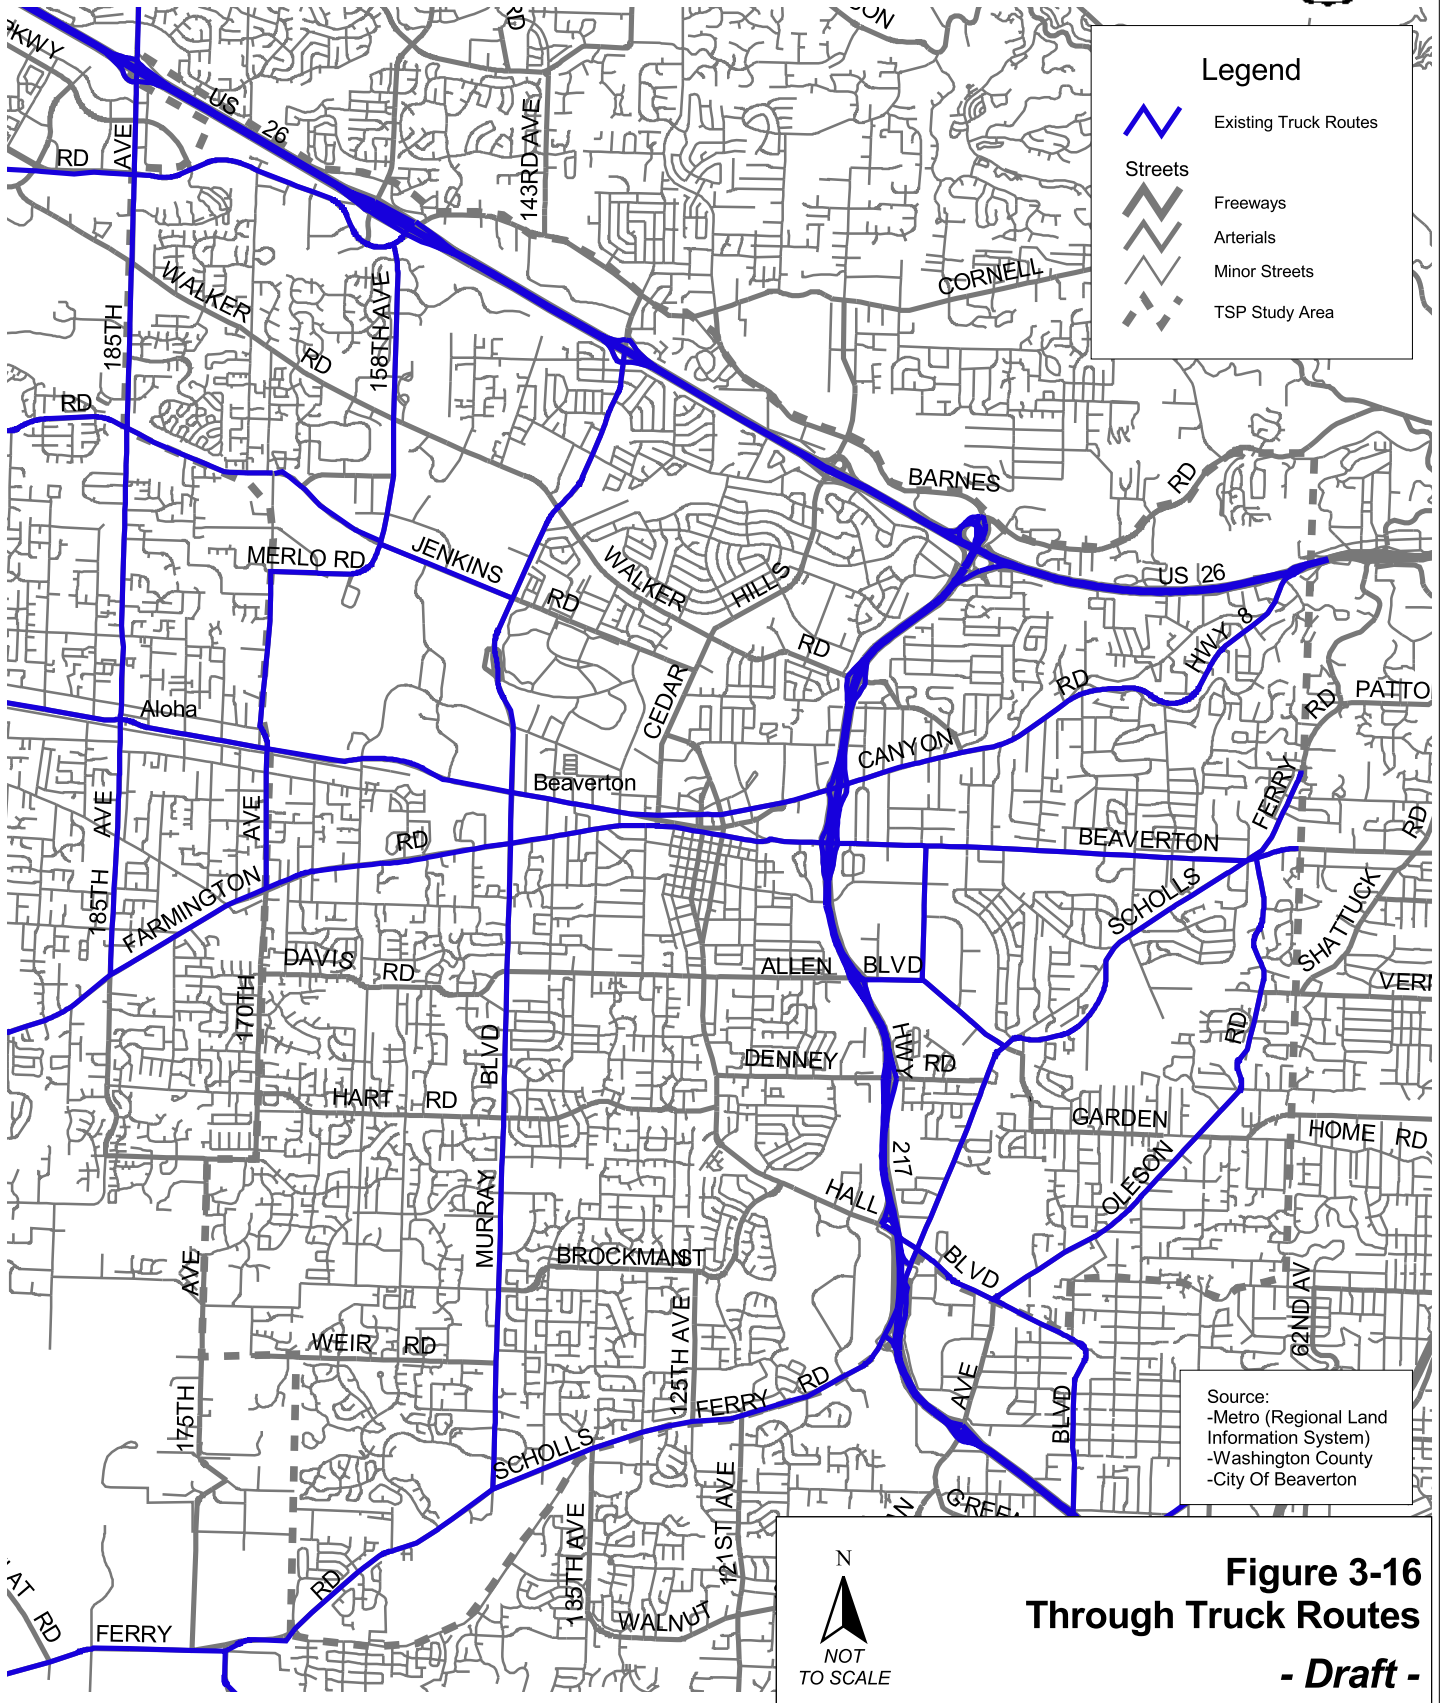 PKWY
US 26
RD
AVE
143RD AVE
RD
Legend
Existing Truck Routes
Streets
Freeways
Arterials
Minor Streets
TSP Study Area
WALKER
RD
158TH AVE
185TH
CORNELL
RD
BARNES
RD
MERLO RD
JENKINS
RD
WALKER
RD
HILLS
CEDAR
US 26
HWY 8
RD
CANYON
RD
PATTO
Aloha
Beaverton
AVE
185TH
AVE
RD
FARMINGTON
BEAVERTON
FERRY
SCHOLLS
RD
SHATTUCK
DAVIS
RD
ALLEN
BLVD
VER
170TH
BLVD
HWY
RD
DENNEY
RD
HART
RD
GARDEN
HOME RD
217
OLESON
HALL
BLVD
MURRAY
BROCKMAN ST
AVE
125TH AVE
62ND AV
WEIR RD
175TH
FERRY
RD
AVE
BLVD
SCHOLLS
121ST AVE
135TH AVE
GREEN
Source:
-Metro (Regional Land
Information System)
-Washington County
-City Of Beaverton
RD
WALNUT
AT RD
FERRY
N
NOT
TO SCALE
Figure 3-16
Through Truck Routes
- Draft -